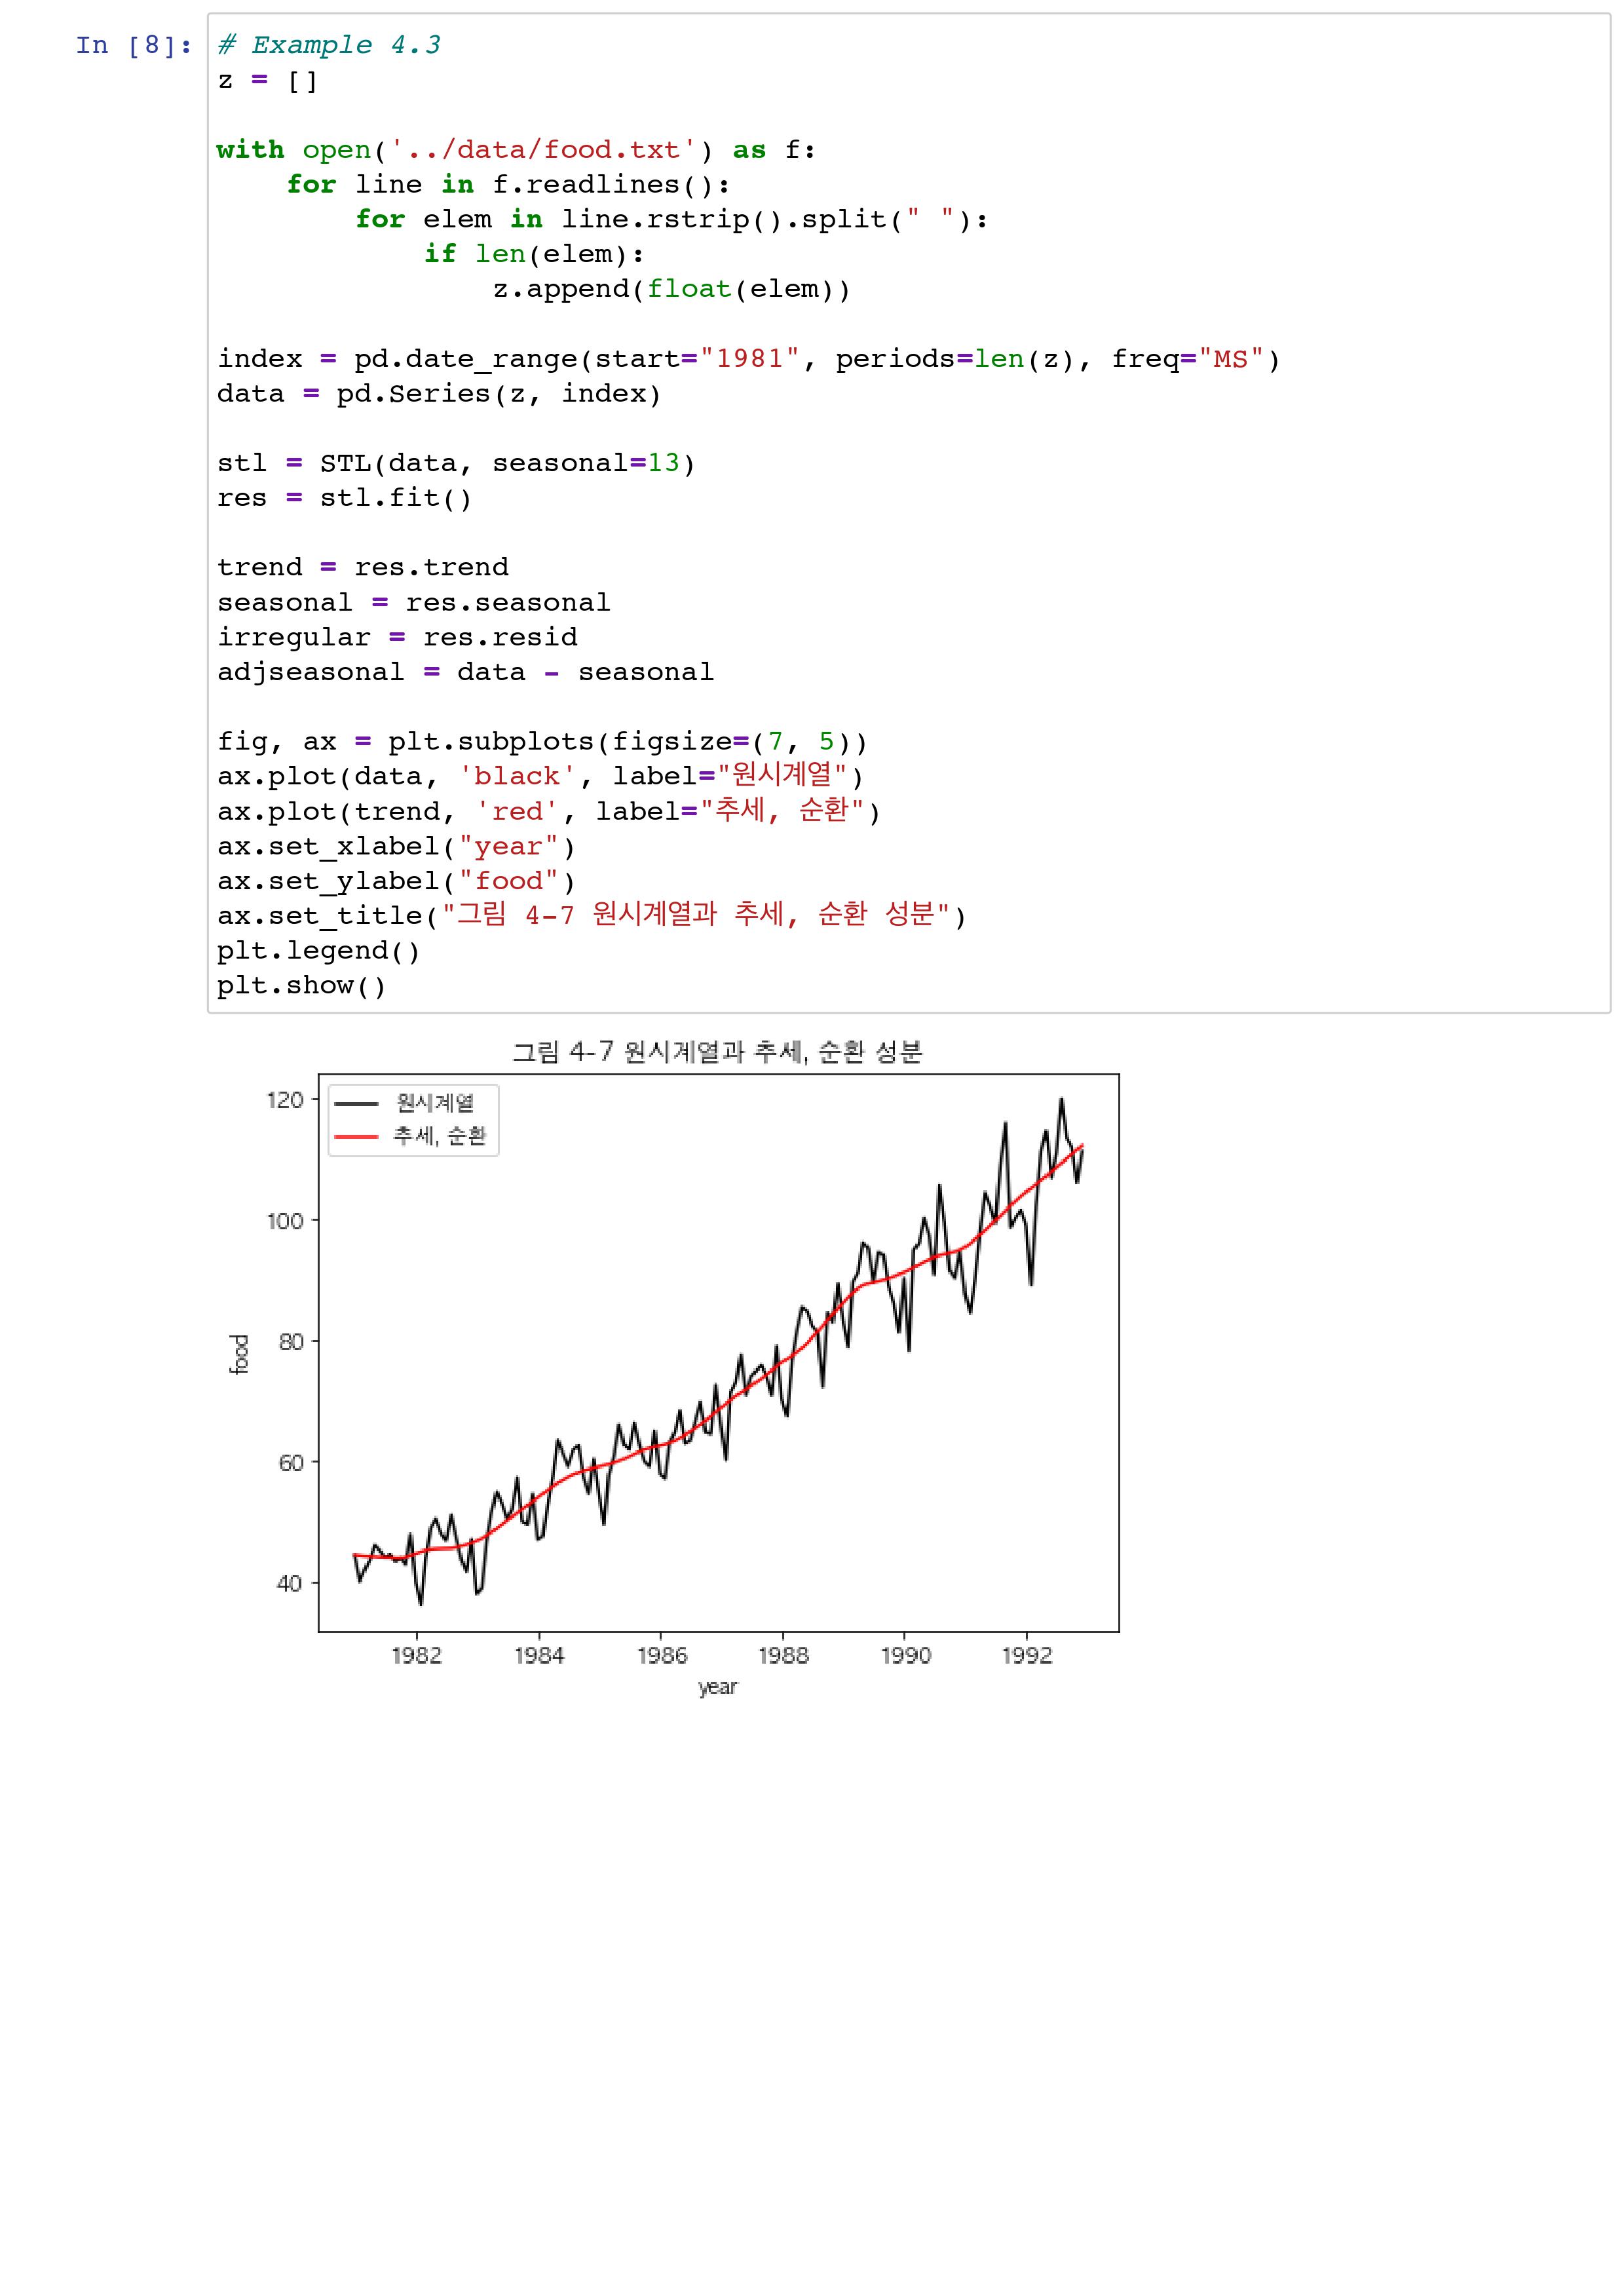 In [8]: # Example 4.3
z = []
with open('../data/food.txt') as f:
    for line in f.readlines():
        for elem in line.rstrip().split(" "):
            if len(elem):
                z.append(float(elem))
index = pd.date_range(start="1981", periods=len(z), freq="MS")
data = pd.Series(z, index)
stl = STL(data, seasonal=13)
res = stl.fit()
trend = res.trend
seasonal = res.seasonal
irregular = res.resid
adjseasonal = data - seasonal
fig, ax = plt.subplots(figsize=(7, 5))
ax.plot(data, 'black', label="원시계열")
ax.plot(trend, 'red', label="추세, 순환")
ax.set_xlabel("year")
ax.set_ylabel("food")
ax.set_title("그림 4-7 원시계열과 추세, 순환 성분")
plt.legend()
plt.show()
그림 4-7 원시계열과 추세, 순환 성분
원시계열
추세, 순환
120
100
80
60
40
food
1982 1984 1986 1988 1990 1992
year